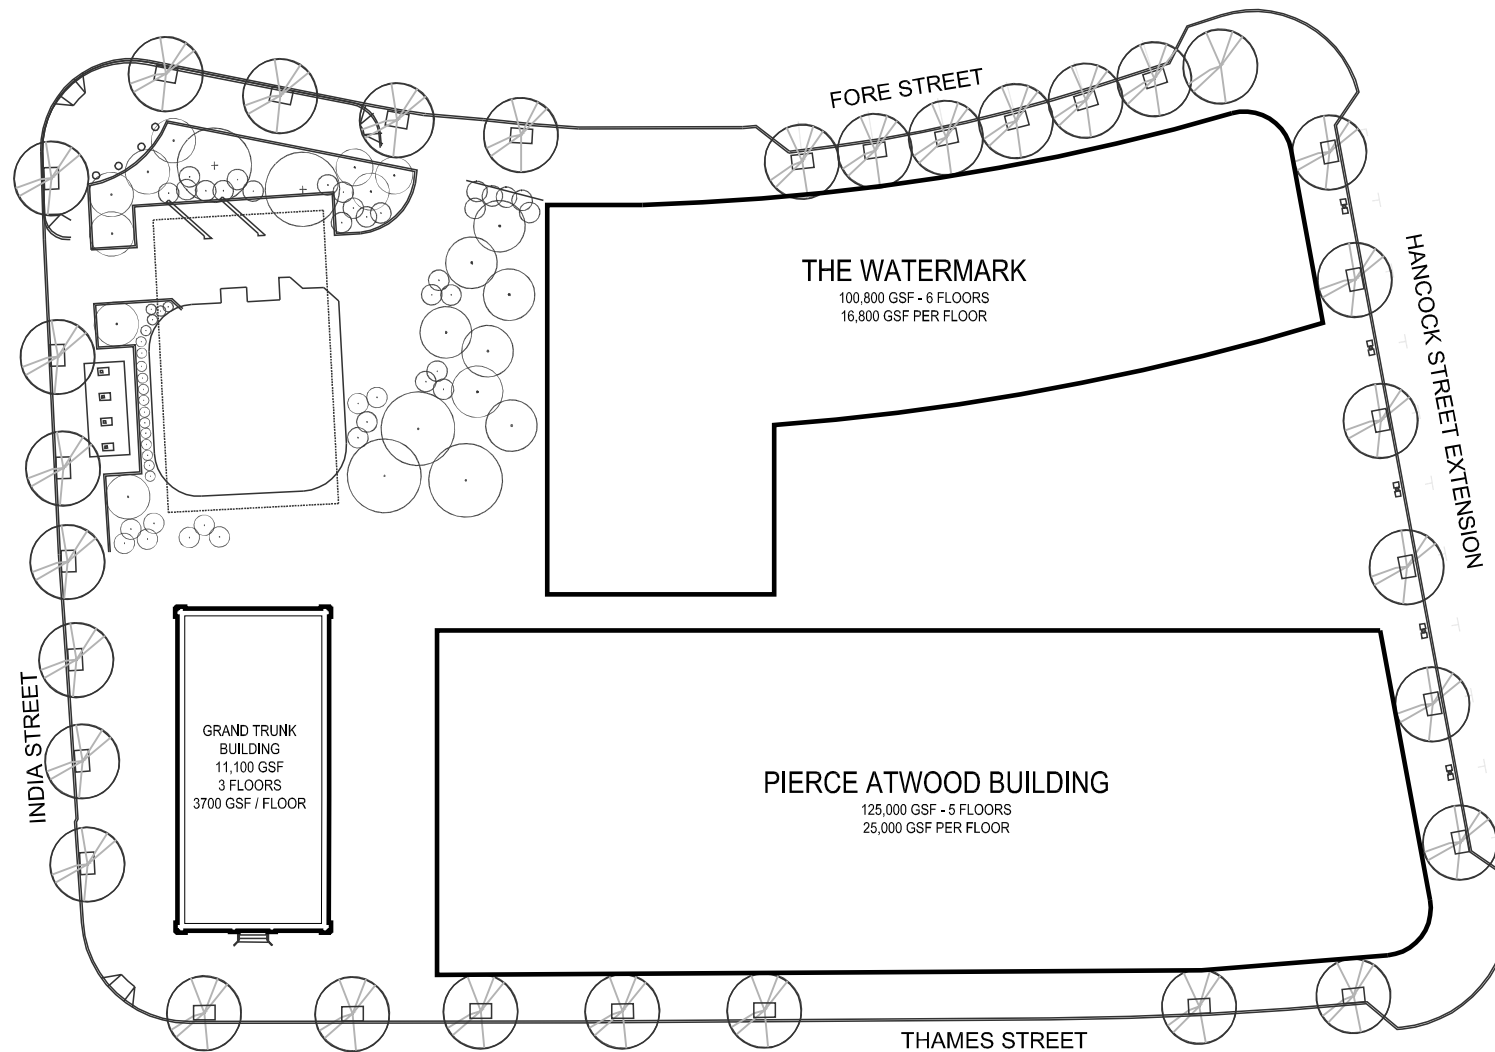 FORE STREET
THE WATERMARK
100,800 GSF - 6 FLOORS
16,800 GSF PER FLOOR
HANCOCK STREET EXTENSION
INDIA STREET
GRAND TRUNK
BUILDING
11,100 GSF
3 FLOORS
3700 GSF / FLOOR
PIERCE ATWOOD BUILDING
125,000 GSF - 5 FLOORS
25,000 GSF PER FLOOR
THAMES STREET